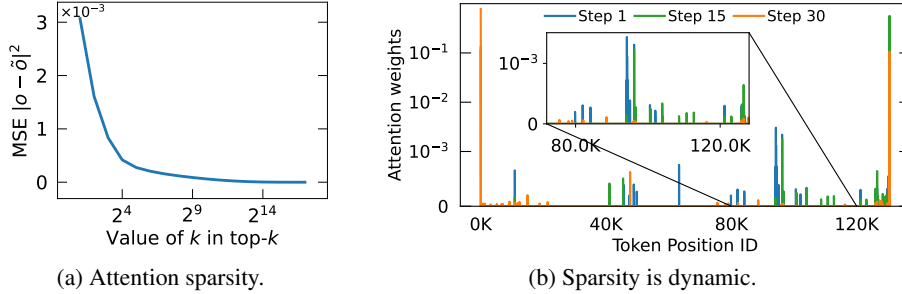 ×10⁻³
3
2
1
0
MSE |o − õ|²
2⁴ 2⁹ 2¹⁴
Value of k in top-k
(a) Attention sparsity.
Step 1 Step 15 Step 30
10⁻¹
10⁻²
10⁻³
0
Attention weights
10⁻³
0
80.0K 120.0K
0K 40K 80K 120K
Token Position ID
(b) Sparsity is dynamic.